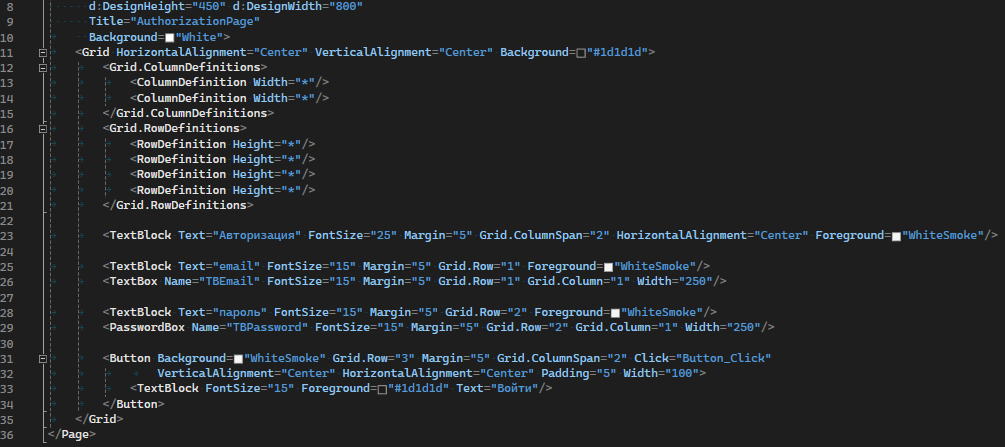 8 d:DesignHeight="450" d:DesignWidth="800"
9 Title="AuthorizationPage"
10 Background="White">
11 <Grid HorizontalAlignment="Center" VerticalAlignment="Center" Background="#1d1d1d">
12 <Grid.ColumnDefinitions>
13 <ColumnDefinition Width="*"/>
14 <ColumnDefinition Width="*"/>
15 </Grid.ColumnDefinitions>
16 <Grid.RowDefinitions>
17 <RowDefinition Height="*"/>
18 <RowDefinition Height="*"/>
19 <RowDefinition Height="*"/>
20 <RowDefinition Height="*"/>
21 </Grid.RowDefinitions>
22
23 <TextBlock Text="Авторизация" FontSize="25" Margin="5" Grid.ColumnSpan="2" HorizontalAlignment="Center" Foreground="WhiteSmoke"/>
24
25 <TextBlock Text="email" FontSize="15" Margin="5" Grid.Row="1" Foreground="WhiteSmoke"/>
26 <TextBox Name="TBEmail" FontSize="15" Margin="5" Grid.Row="1" Grid.Column="1" Width="250"/>
27
28 <TextBlock Text="пароль" FontSize="15" Margin="5" Grid.Row="2" Foreground="WhiteSmoke"/>
29 <PasswordBox Name="TBPassword" FontSize="15" Margin="5" Grid.Row="2" Grid.Column="1" Width="250"/>
30
31 <Button Background="WhiteSmoke" Grid.Row="3" Margin="5" Grid.ColumnSpan="2" Click="Button_Click"
32 VerticalAlignment="Center" HorizontalAlignment="Center" Padding="5" Width="100">
33 <TextBlock FontSize="15" Foreground="#1d1d1d" Text="Войти"/>
34 </Button>
35 </Grid>
36 </Page>